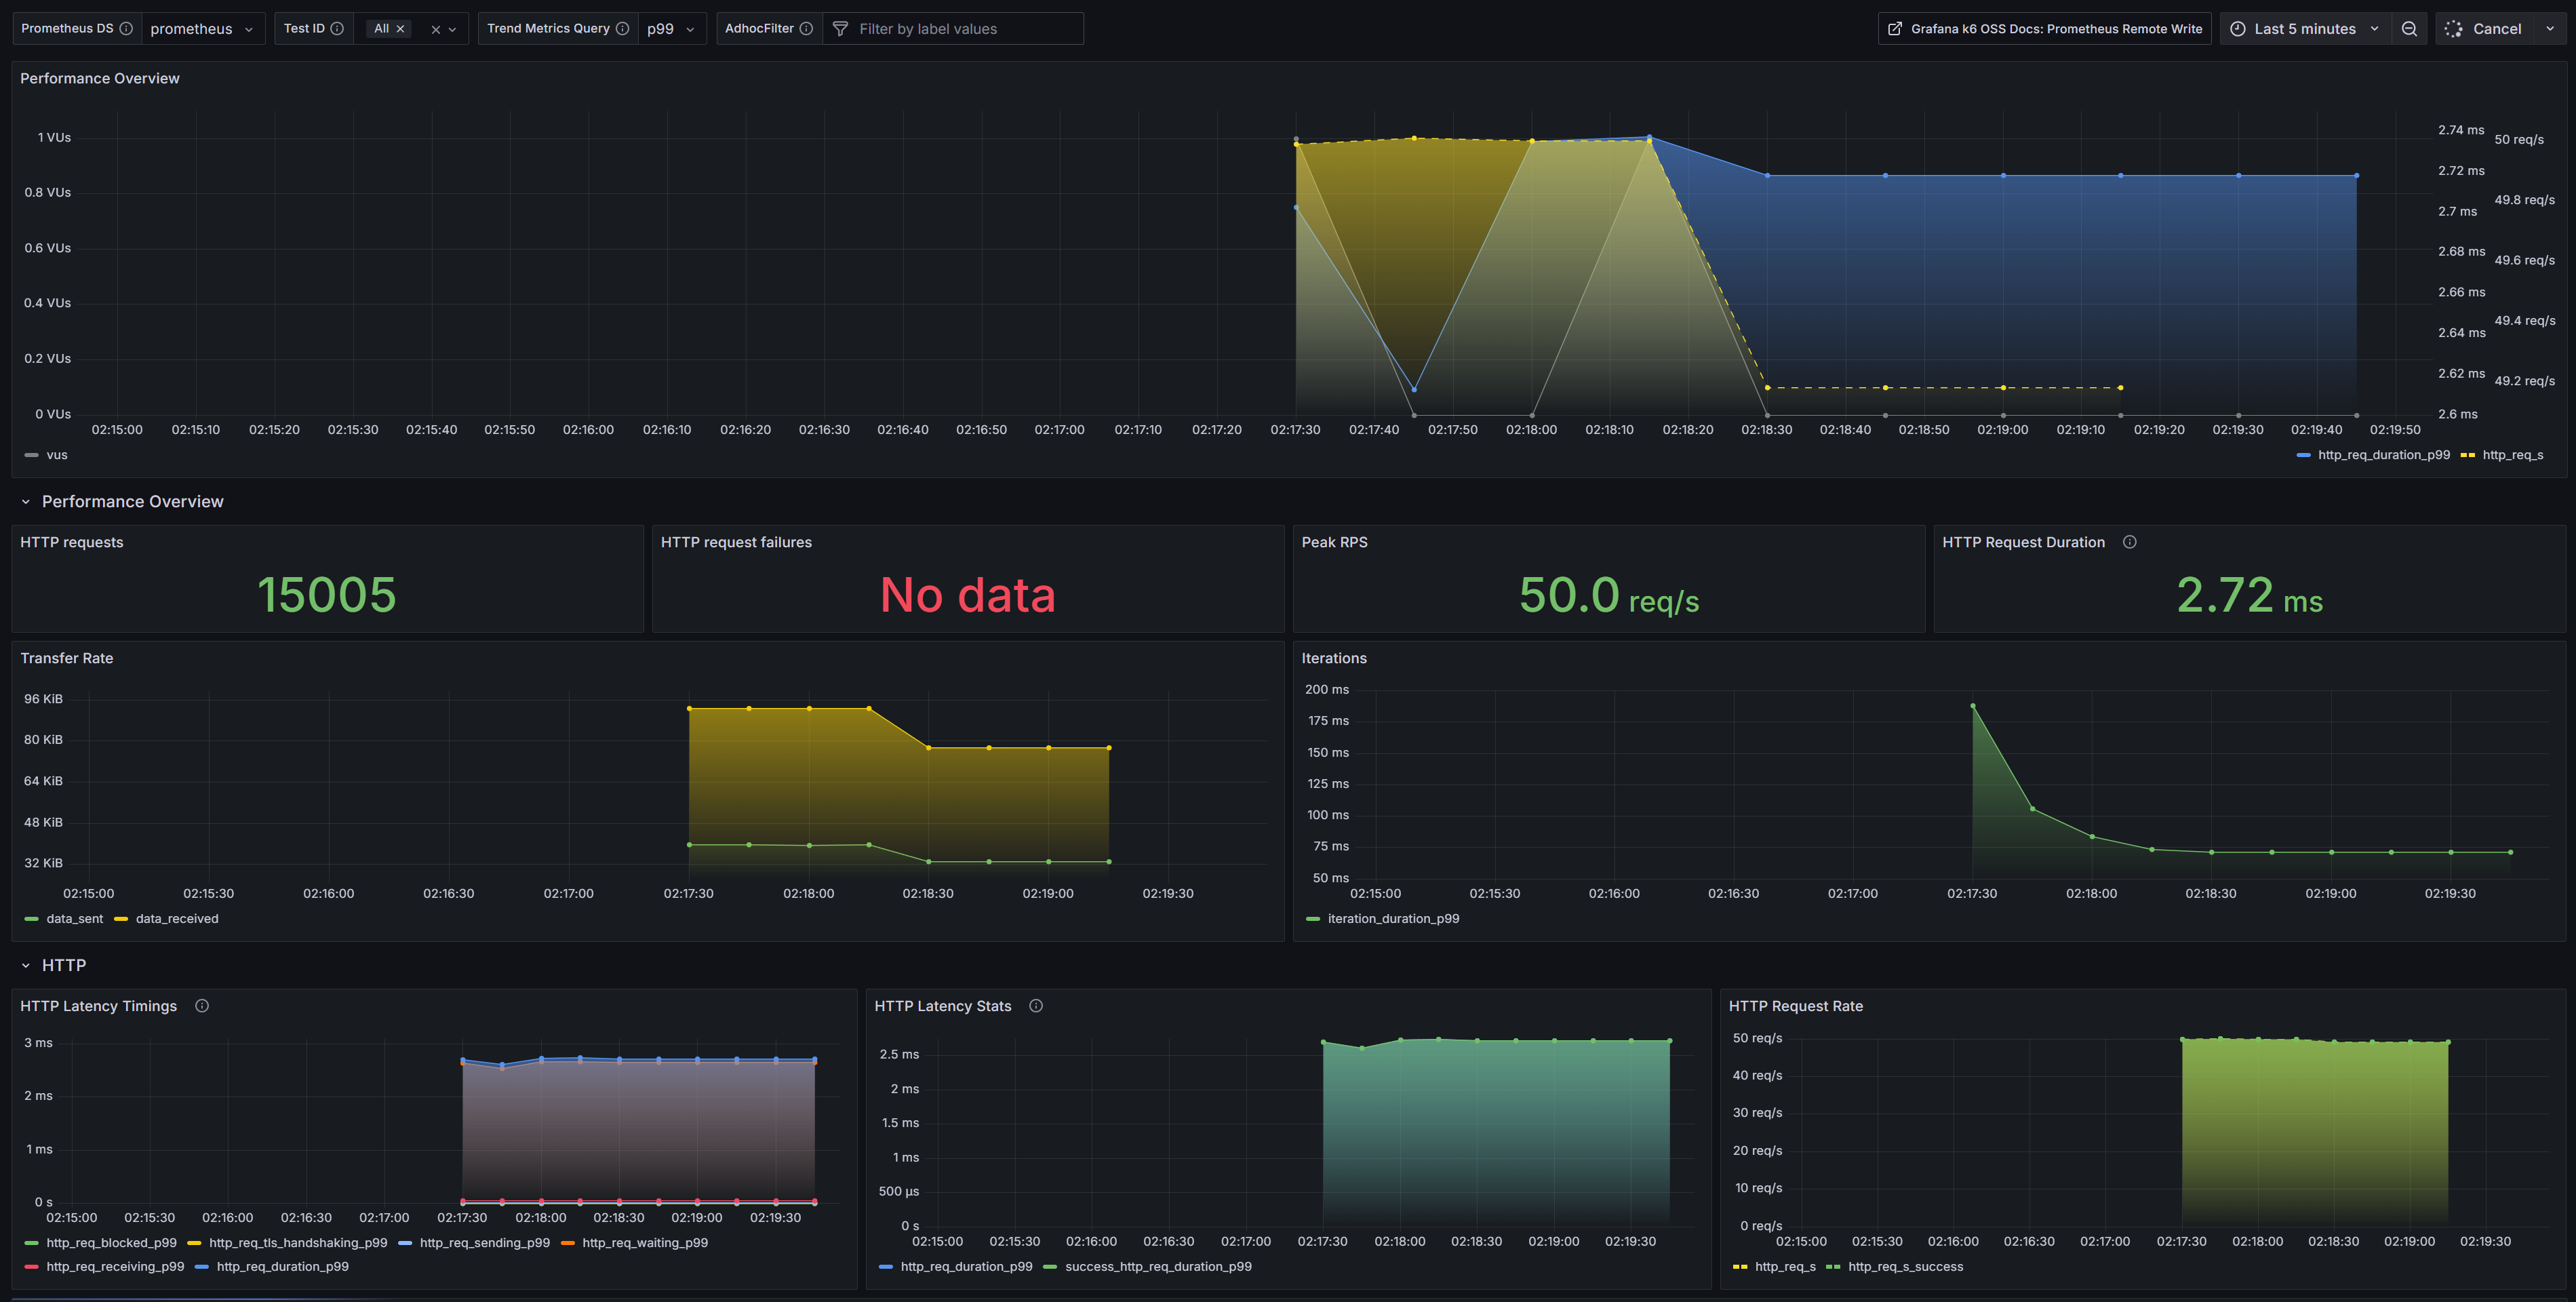 Prometheus DS prometheus Test ID All Trend Metrics Query p99 AdhocFilter Filter by label values Grafana k6 OSS Docs: Prometheus Remote Write Last 5 minutes Cancel
Performance Overview
1 VUs
0.8 VUs
0.6 VUs
0.4 VUs
0.2 VUs
0 VUs
2.74 ms
2.72 ms
2.7 ms
2.68 ms
2.66 ms
2.64 ms
2.62 ms
2.6 ms
50 req/s
49.8 req/s
49.6 req/s
49.4 req/s
49.2 req/s
02:15:00 02:15:10 02:15:20 02:15:30 02:15:40 02:15:50 02:16:00 02:16:10 02:16:20 02:16:30 02:16:40 02:16:50 02:17:00 02:17:10 02:17:20 02:17:30 02:17:40 02:17:50 02:18:00 02:18:10 02:18:20 02:18:30 02:18:40 02:18:50 02:19:00 02:19:10 02:19:20 02:19:30 02:19:40 02:19:50
vus http_req_duration_p99 http_req_s
Performance Overview
HTTP requests
15005
HTTP request failures
No data
Peak RPS
50.0 req/s
HTTP Request Duration
2.72 ms
Transfer Rate
96 KiB
80 KiB
64 KiB
48 KiB
32 KiB
02:15:00 02:15:30 02:16:00 02:16:30 02:17:00 02:17:30 02:18:00 02:18:30 02:19:00 02:19:30
data_sent data_received
Iterations
200 ms
175 ms
150 ms
125 ms
100 ms
75 ms
50 ms
02:15:00 02:15:30 02:16:00 02:16:30 02:17:00 02:17:30 02:18:00 02:18:30 02:19:00 02:19:30
iteration_duration_p99
HTTP
HTTP Latency Timings
3 ms
2 ms
1 ms
0 s
02:15:00 02:15:30 02:16:00 02:16:30 02:17:00 02:17:30 02:18:00 02:18:30 02:19:00 02:19:30
http_req_blocked_p99 http_req_tls_handshaking_p99 http_req_sending_p99 http_req_waiting_p99
http_req_receiving_p99 http_req_duration_p99
HTTP Latency Stats
2.5 ms
2 ms
1.5 ms
1 ms
500 µs
0 s
02:15:00 02:15:30 02:16:00 02:16:30 02:17:00 02:17:30 02:18:00 02:18:30 02:19:00 02:19:30
http_req_duration_p99 success_http_req_duration_p99
HTTP Request Rate
50 req/s
40 req/s
30 req/s
20 req/s
10 req/s
0 req/s
02:15:00 02:15:30 02:16:00 02:16:30 02:17:00 02:17:30 02:18:00 02:18:30 02:19:00 02:19:30
http_req_s http_req_s_success